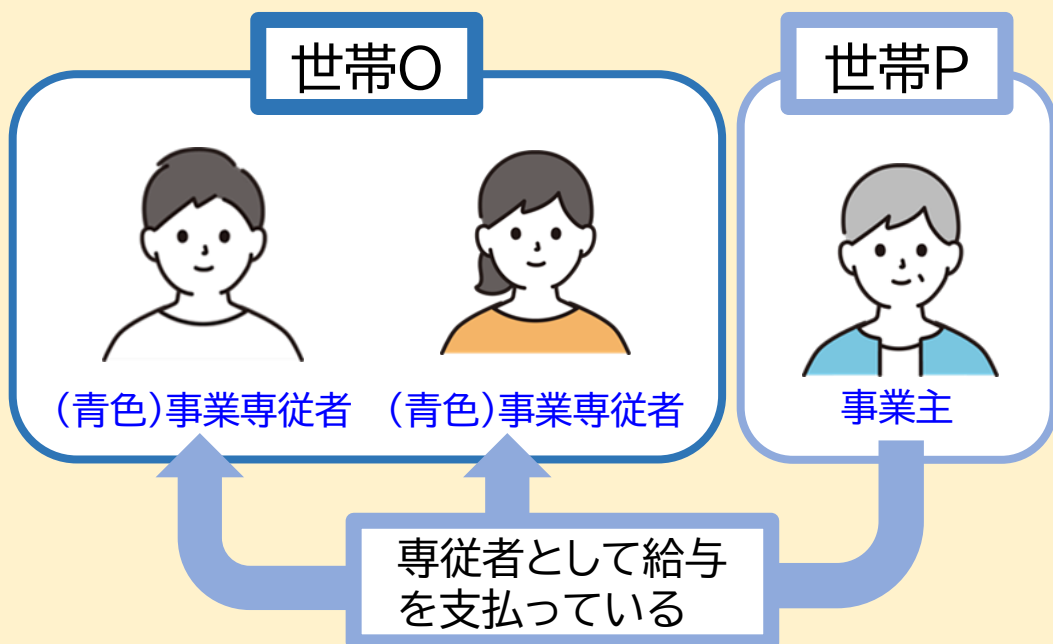 世帯O
世帯P
（青色）事業専従者
（青色）事業専従者
事業主
専従者として給与
を支払っている